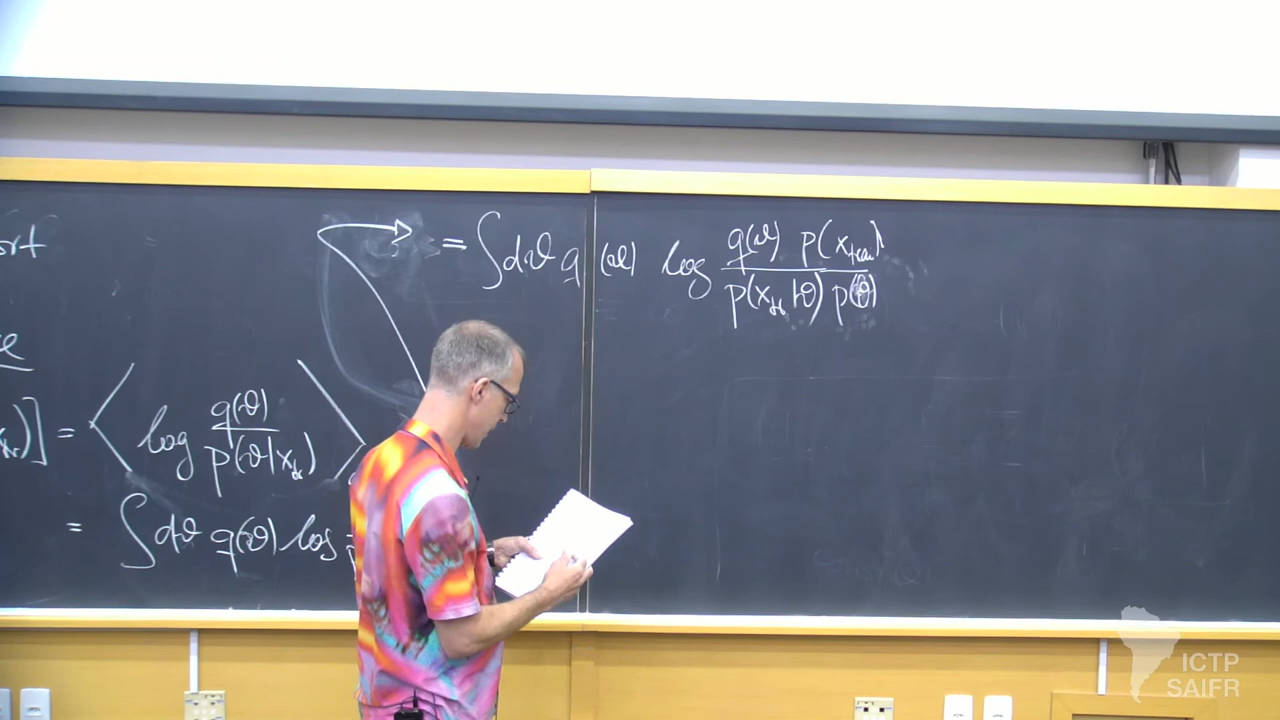 = ∫dϑ q(ϑ) log q(ϑ) p(x_train) / p(x_tr|ϑ) p(ϑ)
)] = ⟨ log q(ϑ) / p(ϑ|x_tr) ⟩
= ∫dϑ q(ϑ) log
ICTP
SAIFR